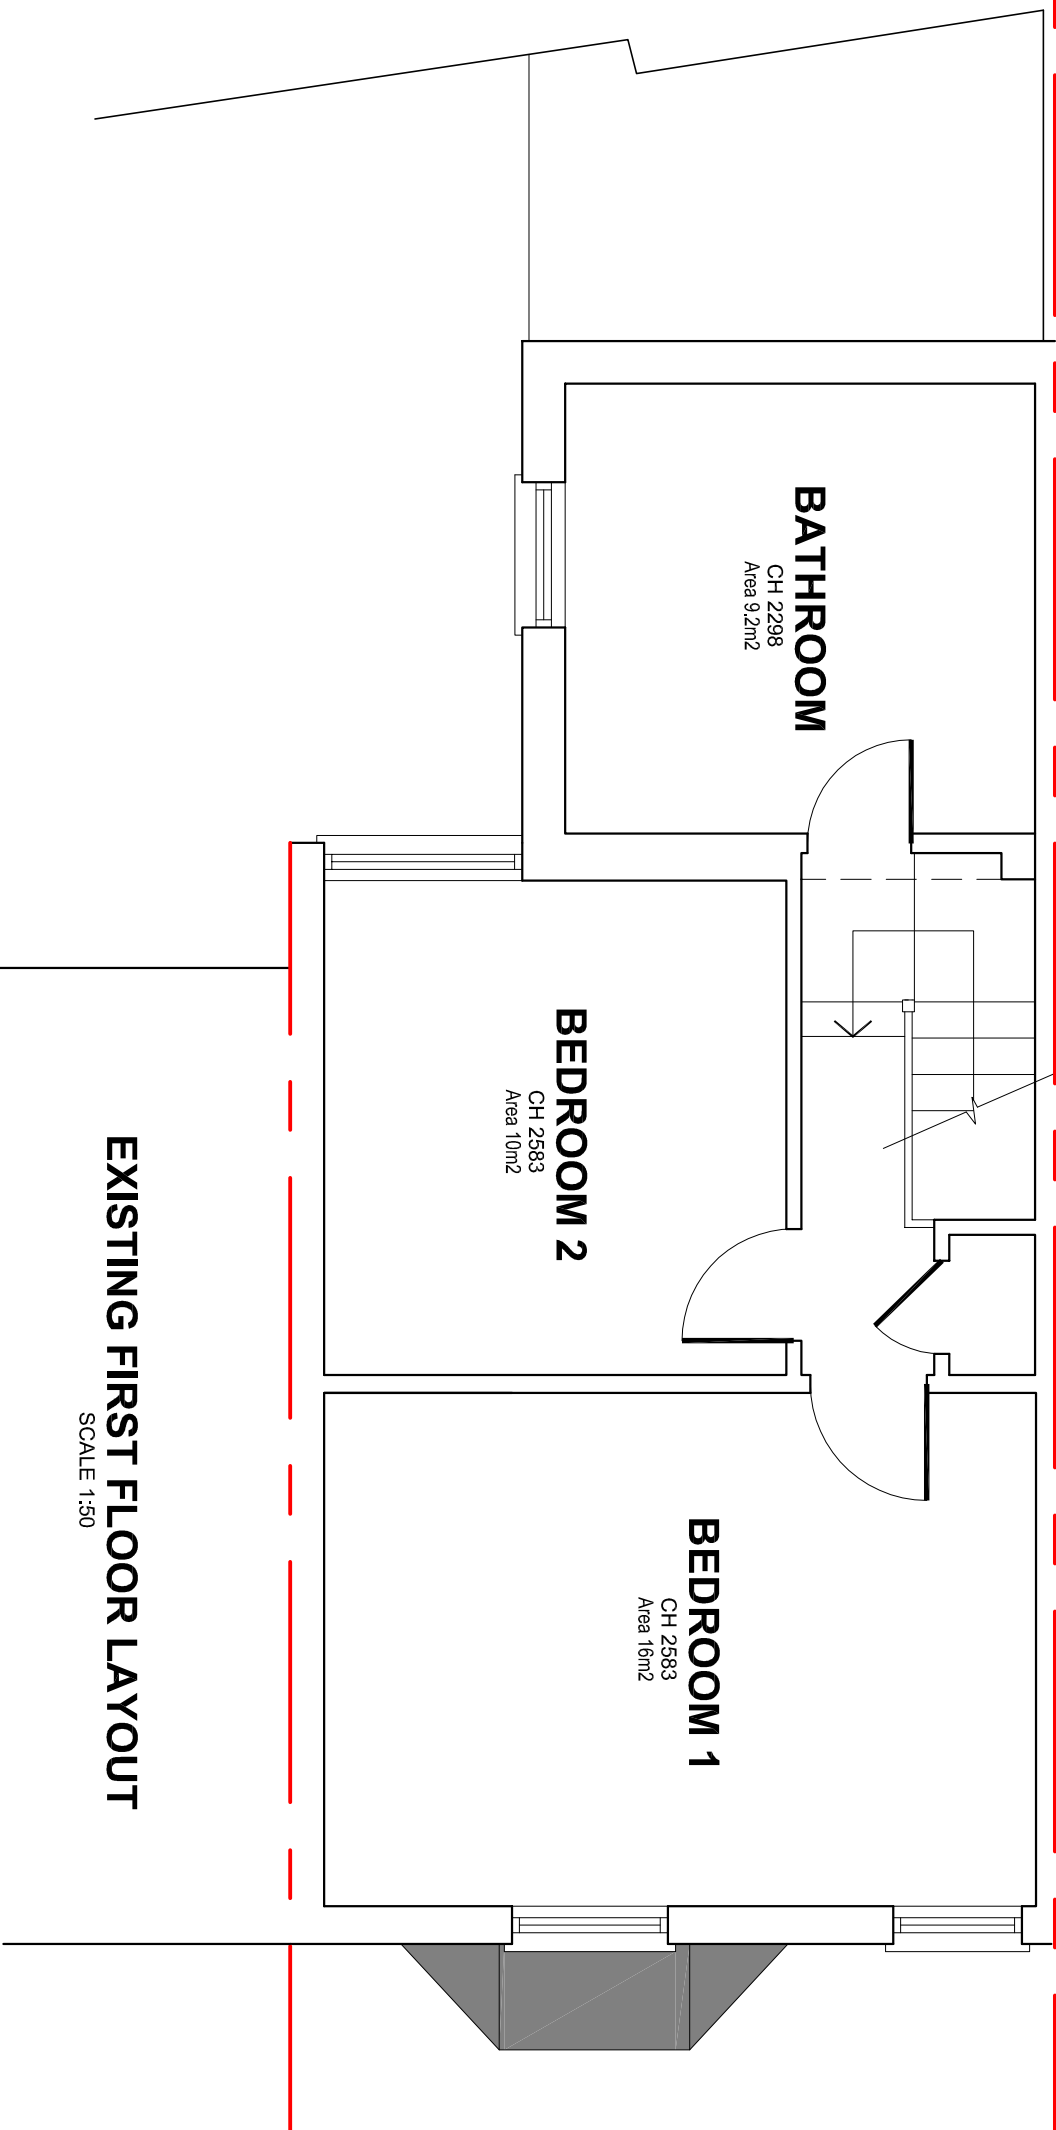 BATHROOM
CH 2298
Area 9.2m2
BEDROOM 2
CH 2583
Area 10m2
BEDROOM 1
CH 2583
Area 16m2
EXISTING FIRST FLOOR LAYOUT
SCALE 1:50